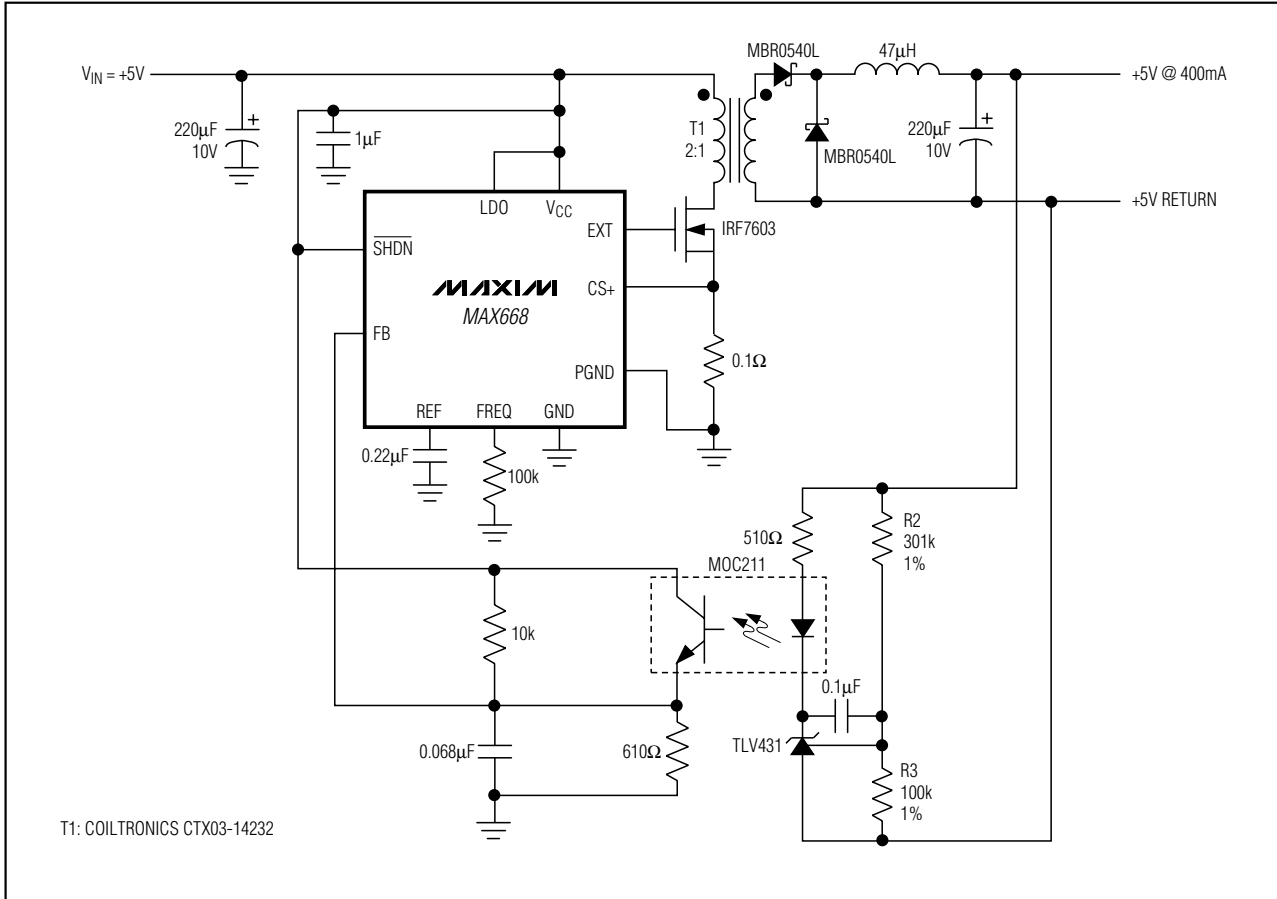 V_IN = +5V
220μF
10V
+
1μF
LDO
V_CC
SHDN
FB
REF
FREQ
GND
EXT
CS+
PGND
MAXIM
MAX668
T1
2:1
IRF7603
0.1Ω
MBR0540L
MBR0540L
47μH
220μF
10V
+
+5V @ 400mA
+5V RETURN
0.22μF
100k
10k
0.068μF
610Ω
MOC211
510Ω
R2
301k
1%
0.1μF
TLV431
R3
100k
1%
T1: COILTRONICS CTX03-14232